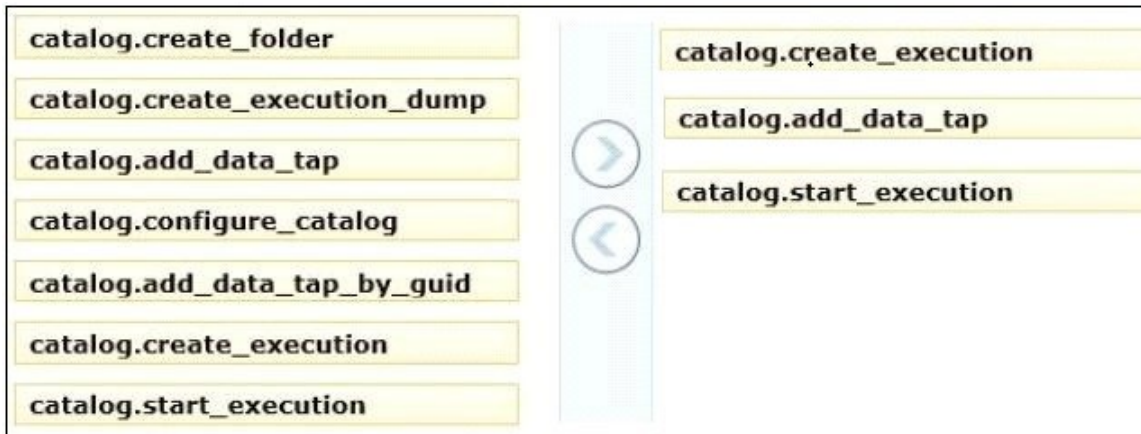 catalog.create_folder
catalog.create_execution_dump
catalog.add_data_tap
catalog.configure_catalog
catalog.add_data_tap_by_guid
catalog.create_execution
catalog.start_execution
catalog.create_execution
catalog.add_data_tap
catalog.start_execution